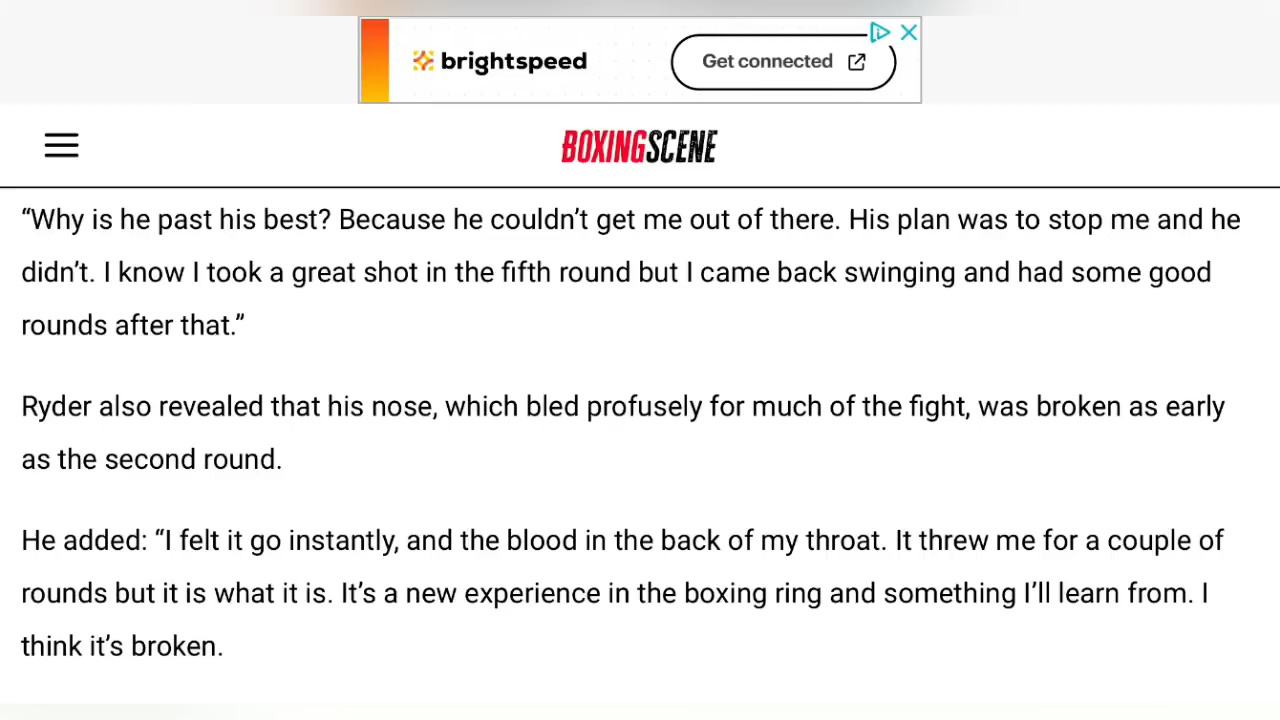 brightspeed
Get connected
BOXINGSCENE
“Why is he past his best? Because he couldn’t get me out of there. His plan was to stop me and he
didn’t. I know I took a great shot in the fifth round but I came back swinging and had some good
rounds after that.”
Ryder also revealed that his nose, which bled profusely for much of the fight, was broken as early
as the second round.
He added: “I felt it go instantly, and the blood in the back of my throat. It threw me for a couple of
rounds but it is what it is. It’s a new experience in the boxing ring and something I’ll learn from. I
think it’s broken.